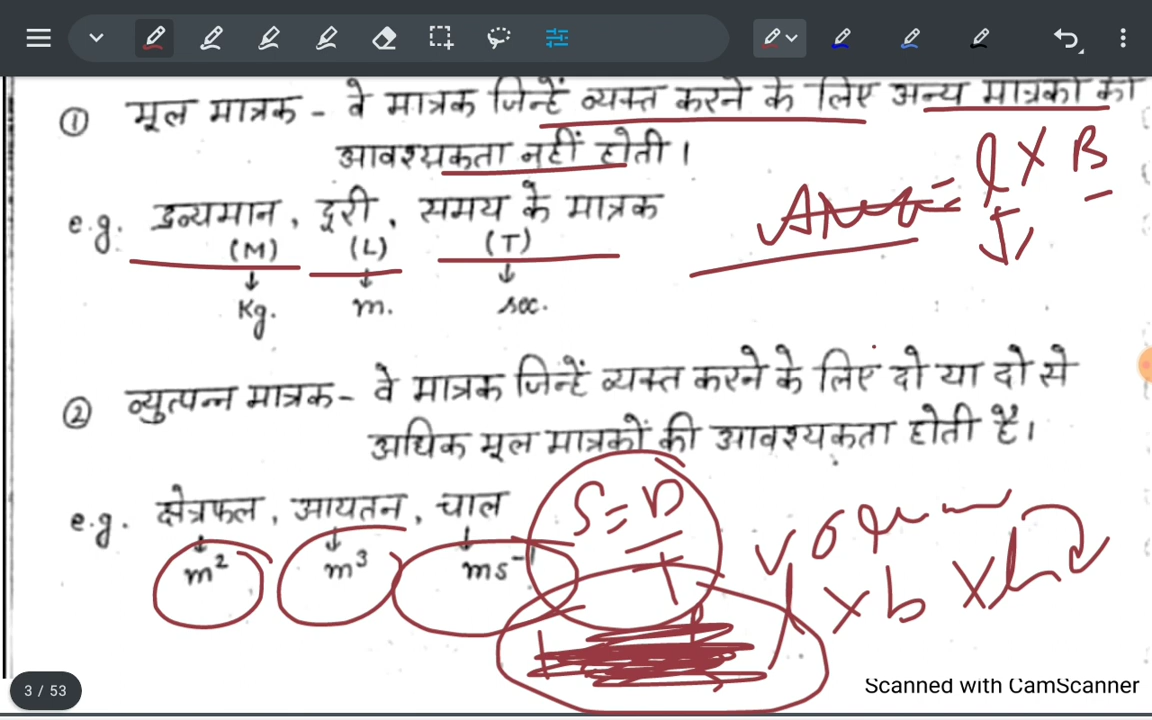 ① मूल मात्रक - वे मात्रक जिन्हें व्यक्त करने के लिए अन्य मात्रकों की
आवश्यकता नहीं होती।
e.g. द्रव्यमान, दूरी, समय के मात्रक
(M) (L) (T)
↓ ↓ ↓
Kg. m. sec.
l × B
↓
② व्युत्पन्न मात्रक- वे मात्रक जिन्हें व्यक्त करने के लिए दो या दो से
अधिक मूल मात्रकों की आवश्यकता होती है।
e.g. क्षेत्रफल, आयतन, चाल
↓ ↓ ↓
m² m³ ms⁻¹
S = D
T
l × b × h
3 / 53
Scanned with CamScanner